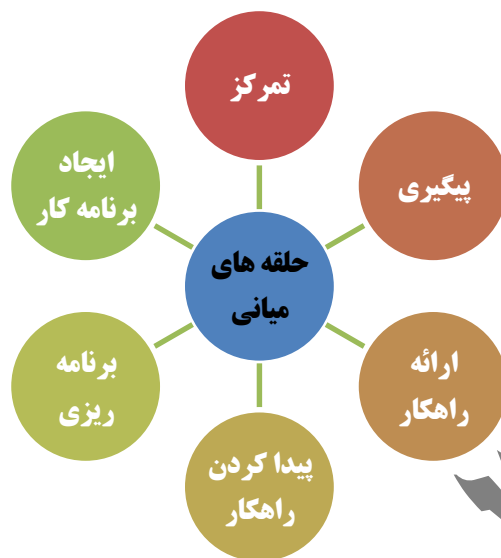 تمرکز
پیگیری
ارائه
راهکار
پیدا کردن
راهکار
برنامه
ریزی
ایجاد
برنامه کار
حلقه های
میانی